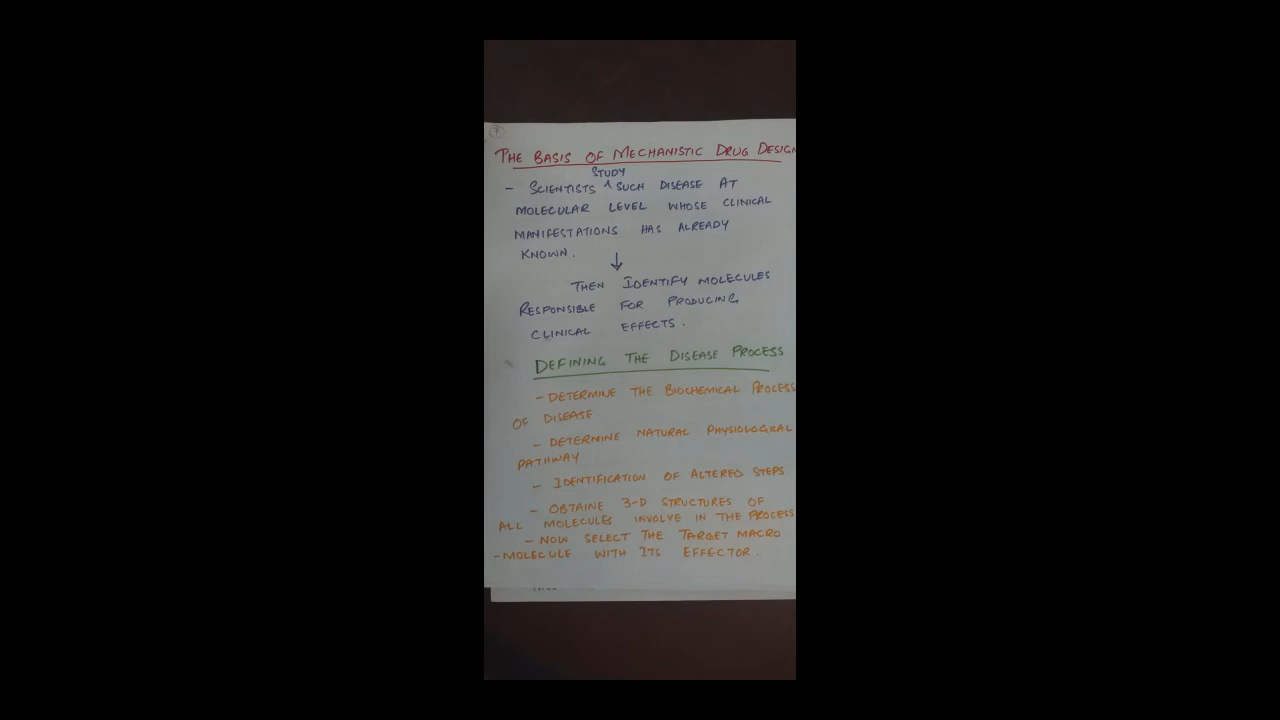 7
THE BASIS OF MECHANISTIC DRUG DESIGN
STUDY
- SCIENTISTS ^ SUCH DISEASE AT
MOLECULAR LEVEL WHOSE CLINICAL
MANIFESTATIONS HAS ALREADY
KNOWN.
↓
THEN IDENTIFY MOLECULES
RESPONSIBLE FOR PRODUCING
CLINICAL EFFECTS.
DEFINING THE DISEASE PROCESS
- DETERMINE THE BIOCHEMICAL PROCESS
OF DISEASE
- DETERMINE NATURAL PHYSIOLOGICAL
PATHWAY
- IDENTIFICATION OF ALTERED STEPS
- OBTAINE 3-D STRUCTURES OF
ALL MOLECULES INVOLVE IN THE PROCESS
- NOW SELECT THE TARGET MACRO
-MOLECULE WITH ITS EFFECTOR.